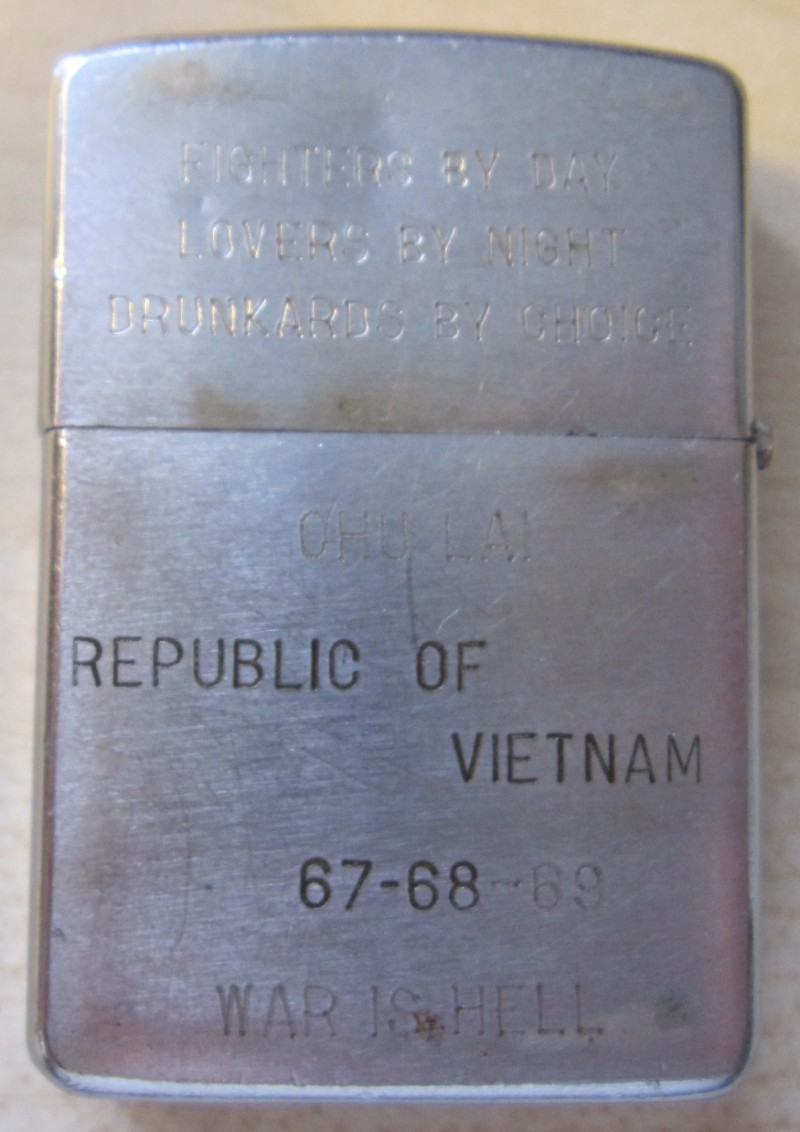 FIGHTERS BY DAY
LOVERS BY NIGHT
DRUNKARDS BY CHOICE
CHU LAI
REPUBLIC OF
VIETNAM
67-68-69
WAR IS HELL